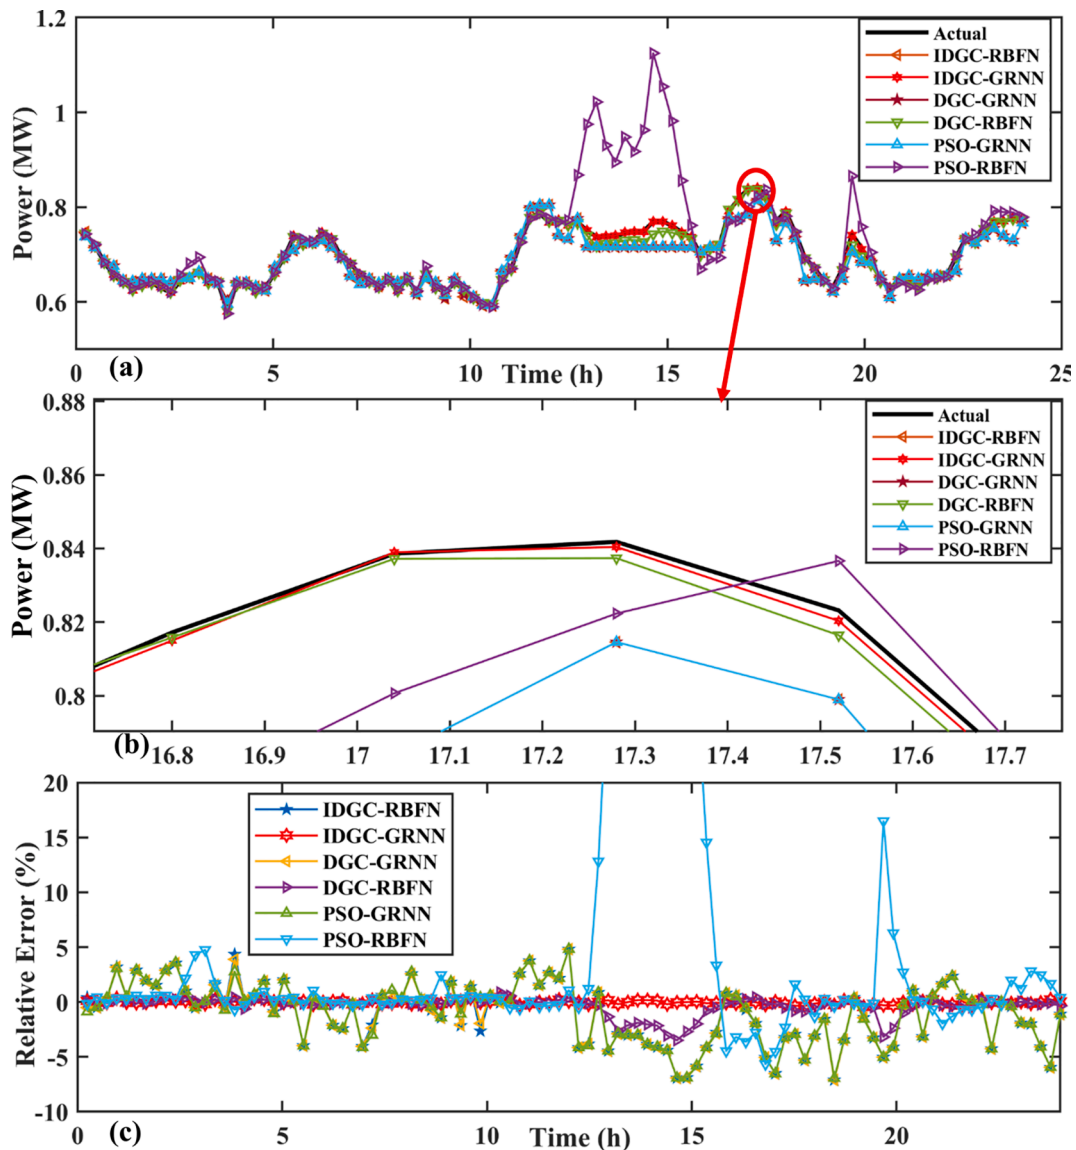 1.2
1
0.8
0.6
Power (MW)
Actual
IDGC-RBFN
IDGC-GRNN
DGC-GRNN
DGC-RBFN
PSO-GRNN
PSO-RBFN
0 5 10 15 20 25
(a) Time (h)
0.88
0.86
0.84
0.82
0.8
Power (MW)
Actual
IDGC-RBFN
IDGC-GRNN
DGC-GRNN
DGC-RBFN
PSO-GRNN
PSO-RBFN
(b)
16.8 16.9 17 17.1 17.2 17.3 17.4 17.5 17.6 17.7
20
15
10
5
0
-5
-10
Relative Error (%)
IDGC-RBFN
IDGC-GRNN
DGC-GRNN
DGC-RBFN
PSO-GRNN
PSO-RBFN
0 5 10 15 20 24
(c) Time (h)